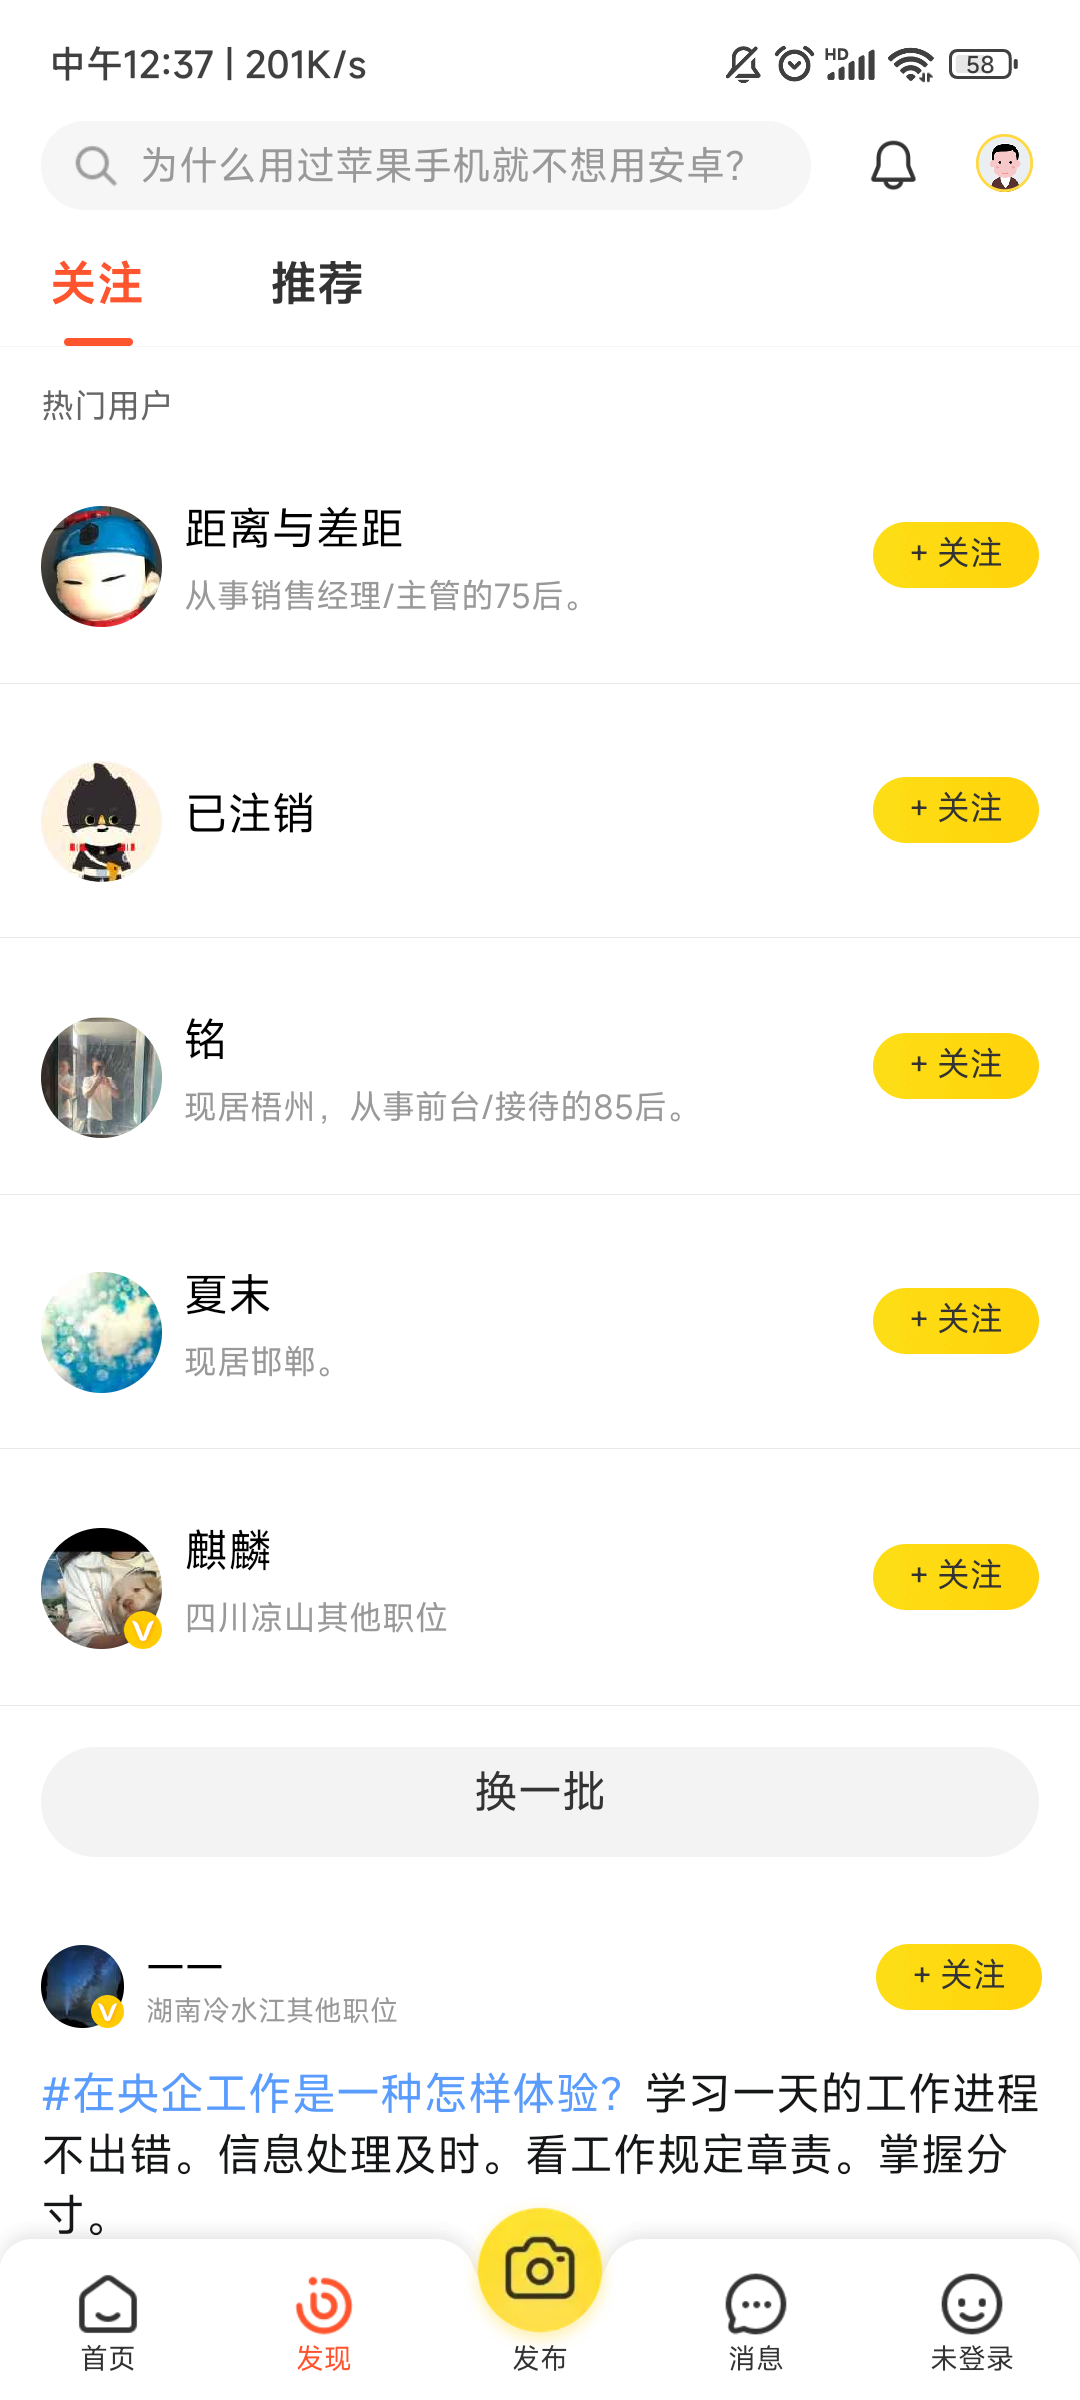 中午12:37 | 201K/s
HD
58
为什么用过苹果手机就不想用安卓?
关注
推荐
热门用户
距离与差距
从事销售经理/主管的75后。
+ 关注
已注销
+ 关注
铭
现居梧州，从事前台/接待的85后。
+ 关注
夏末
现居邯郸。
+ 关注
麒麟
四川凉山其他职位
+ 关注
换一批
一一
湖南冷水江其他职位
+ 关注
#在央企工作是一种怎样体验？学习一天的工作进程
不出错。信息处理及时。看工作规定章责。掌握分
寸。
首页
发现
发布
消息
未登录